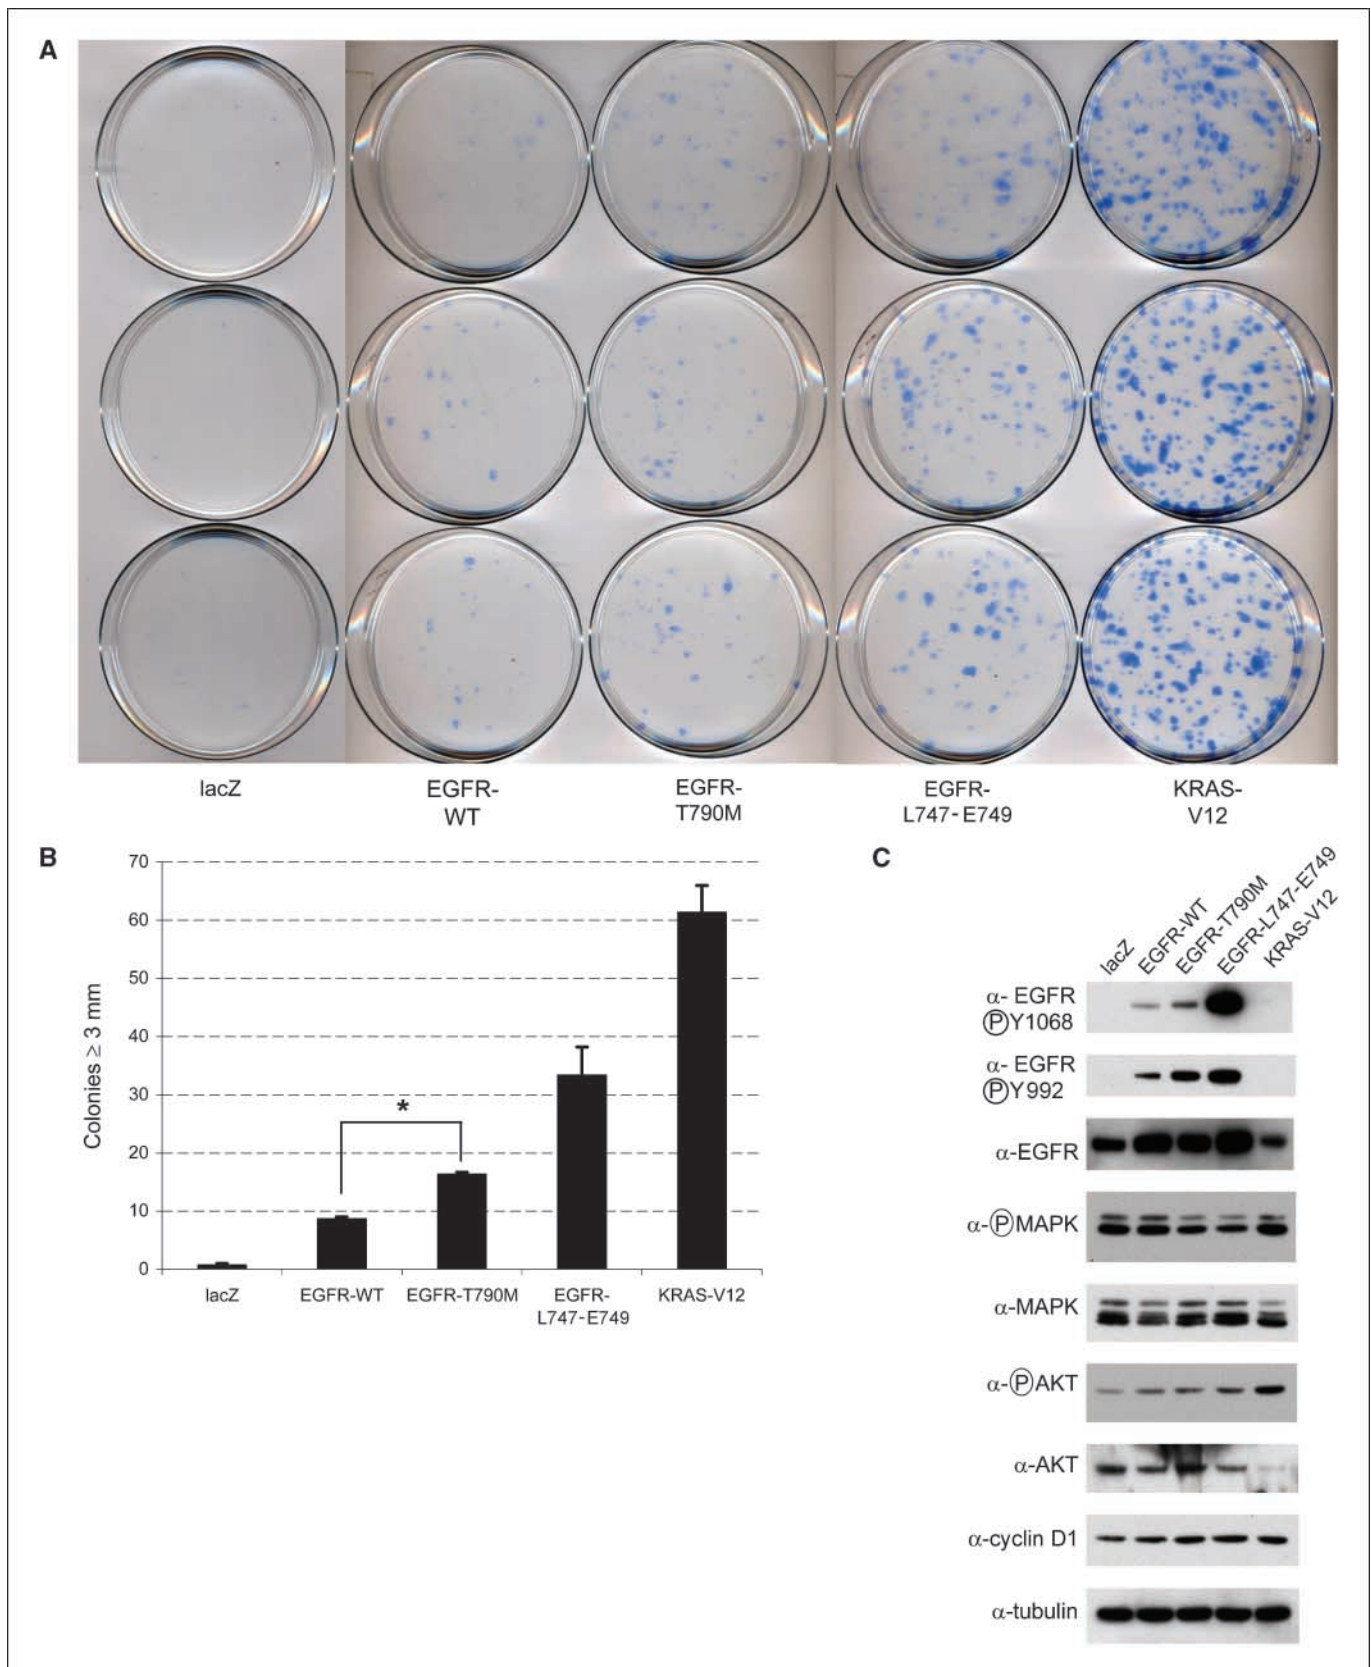 A
lacZ
EGFR-
WT
EGFR-
T790M
EGFR-
L747-E749
KRAS-
V12
B
70
60
50
40
30
20
10
0
Colonies ≥ 3 mm
*
lacZ
EGFR-WT
EGFR-T790M
EGFR-
L747-E749
KRAS-V12
C
lacZ
EGFR-WT
EGFR-T790M
EGFR-L747-E749
KRAS-V12
α- EGFR
ⓅY1068
α- EGFR
ⓅY992
α-EGFR
α-ⓅMAPK
α-MAPK
α-ⓅAKT
α-AKT
α-cyclin D1
α-tubulin